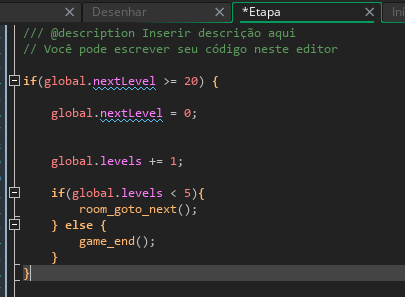 Desenhar
*Etapa
Ini
/// @description Inserir descrição aqui
// Você pode escrever seu código neste editor
if(global.nextLevel >= 20) {
global.nextLevel = 0;
global.levels += 1;
if(global.levels < 5){
room_goto_next();
} else {
game_end();
}
}